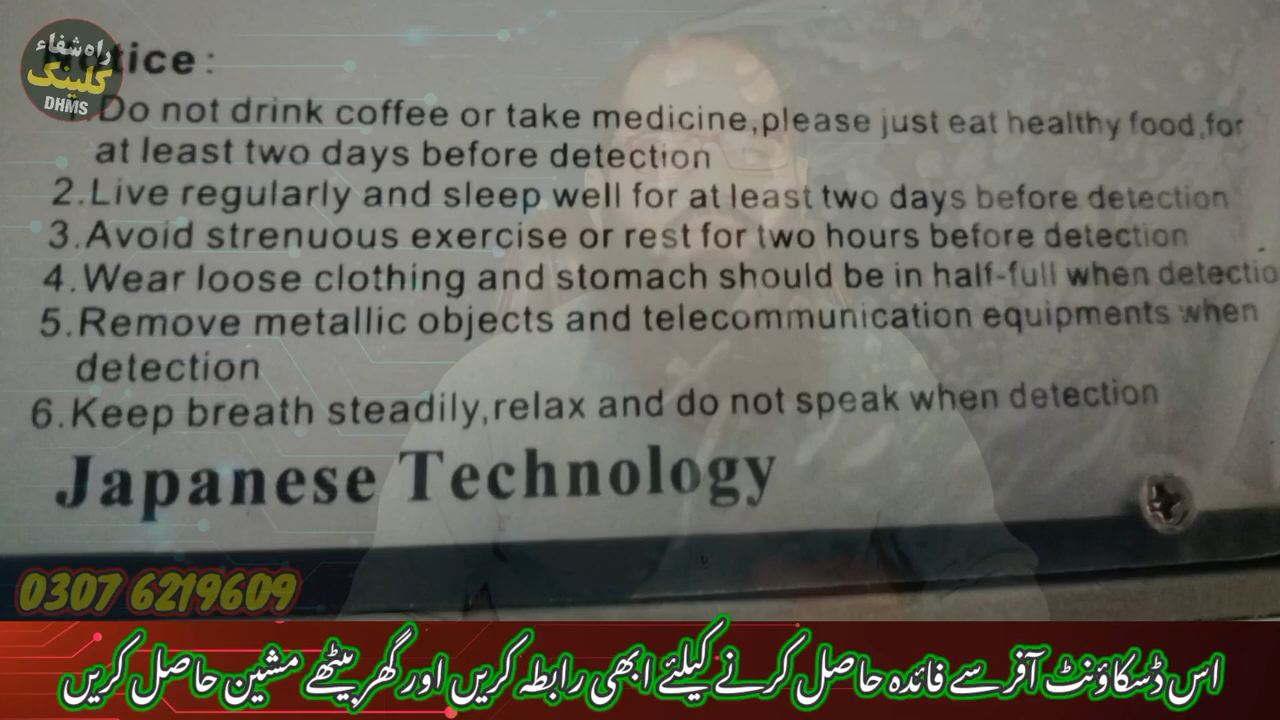 راہ شفاء
کلینک
DHMS
Notice :
1.Do not drink coffee or take medicine,please just eat healthy food,for
at least two days before detection
2.Live regularly and sleep well for at least two days before detection
3.Avoid strenuous exercise or rest for two hours before detection
4.Wear loose clothing and stomach should be in half-full when detectio
5.Remove metallic objects and telecommunication equipments when
detection
6.Keep breath steadily,relax and do not speak when detection
Japanese Technology
0307 6219609
اس ڈسکاؤنٹ آفر سے فائدہ حاصل کرنے کیلئے ابھی رابطہ کریں اور گھر بیٹھے مشین حاصل کریں